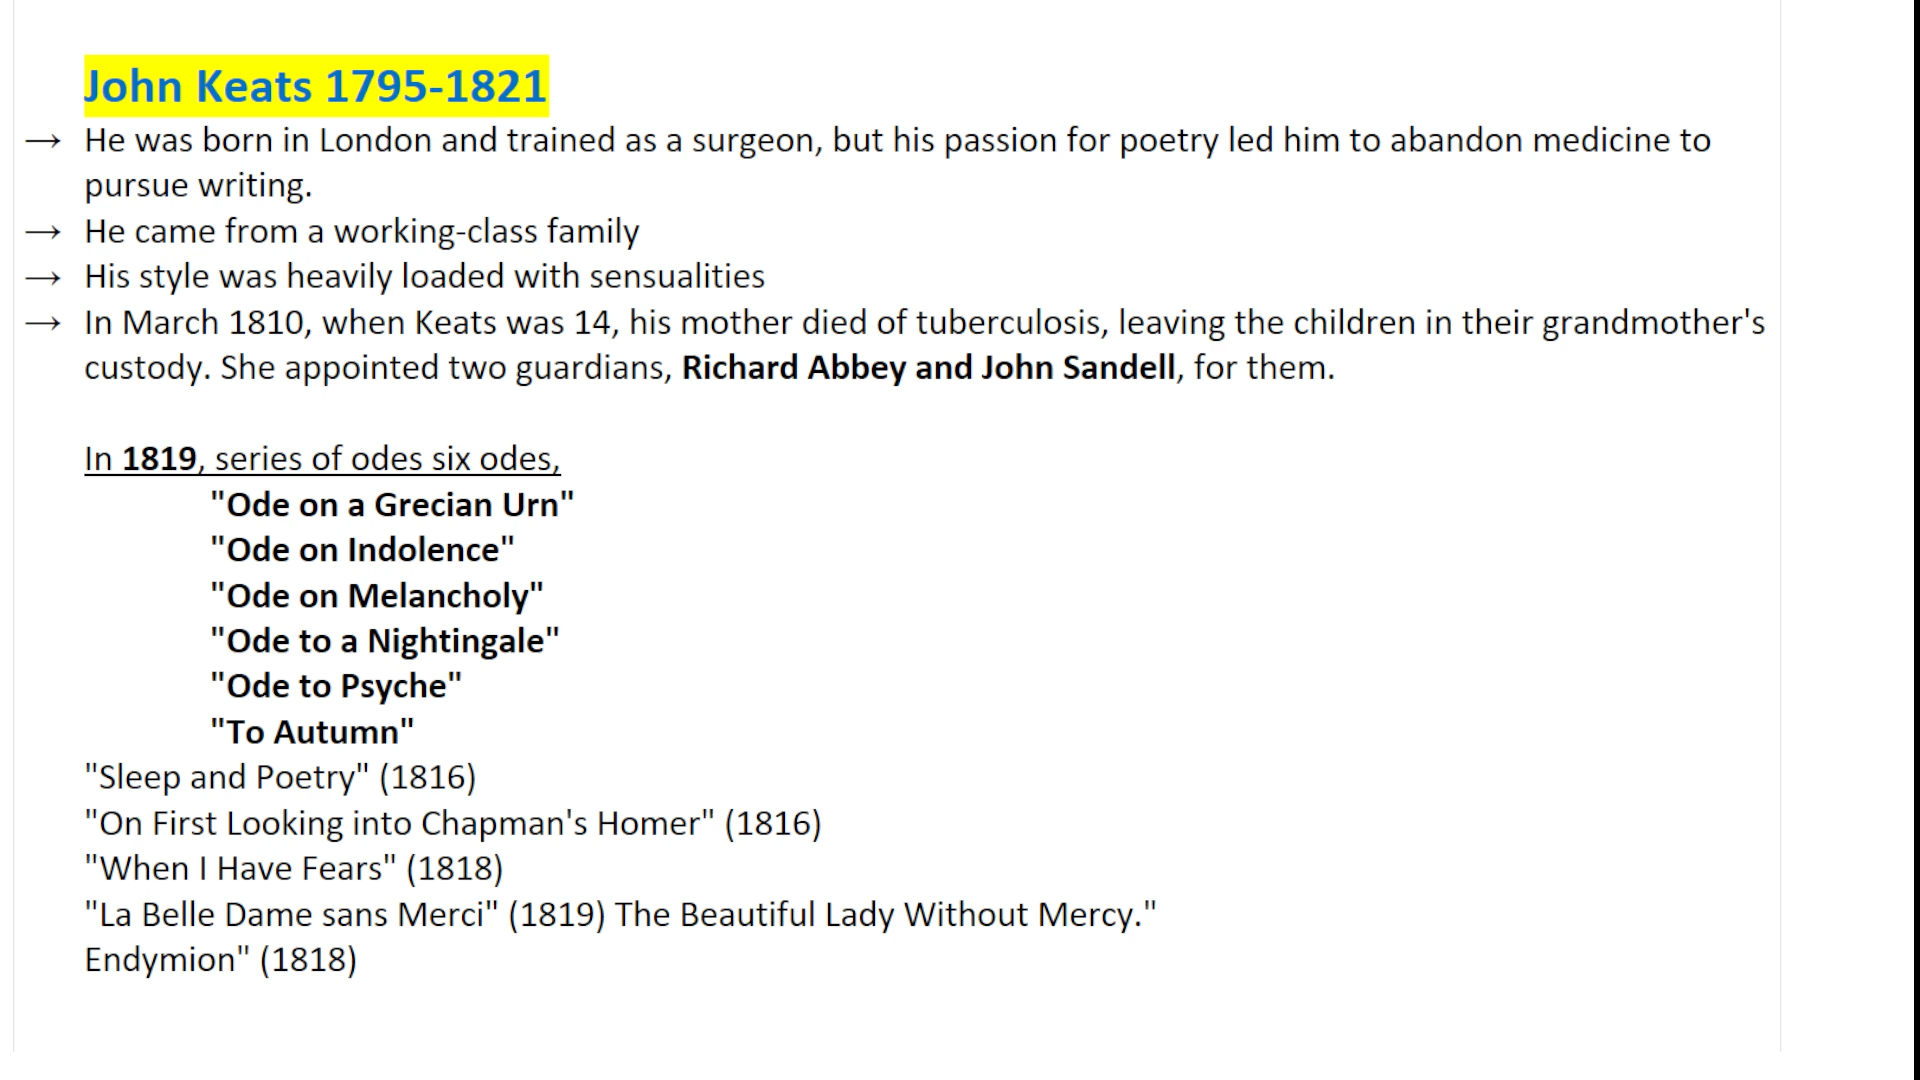 John Keats 1795-1821
→ He was born in London and trained as a surgeon, but his passion for poetry led him to abandon medicine to
pursue writing.
→ He came from a working-class family
→ His style was heavily loaded with sensualities
→ In March 1810, when Keats was 14, his mother died of tuberculosis, leaving the children in their grandmother's
custody. She appointed two guardians, Richard Abbey and John Sandell, for them.
In 1819, series of odes six odes,
"Ode on a Grecian Urn"
"Ode on Indolence"
"Ode on Melancholy"
"Ode to a Nightingale"
"Ode to Psyche"
"To Autumn"
"Sleep and Poetry" (1816)
"On First Looking into Chapman's Homer" (1816)
"When I Have Fears" (1818)
"La Belle Dame sans Merci" (1819) The Beautiful Lady Without Mercy."
Endymion" (1818)